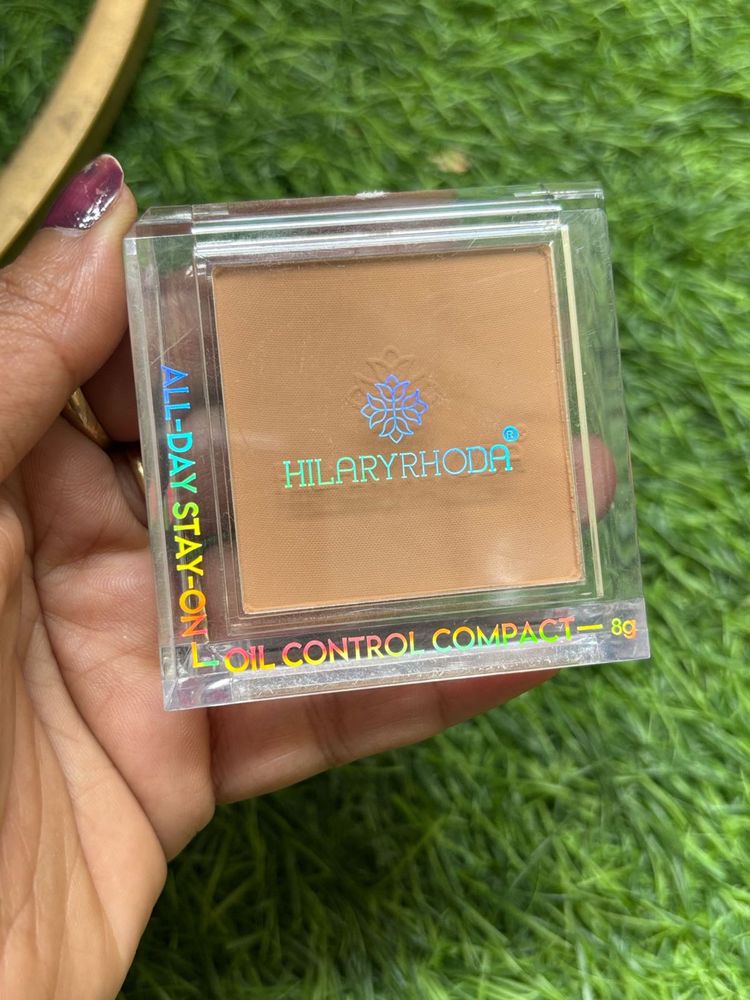 HILARYRHODA®
ALL-DAY STAY-ON
OIL CONTROL COMPACT— 8g